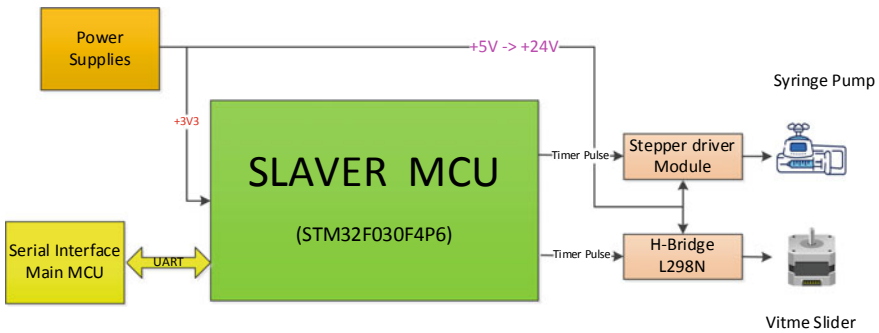 Power
Supplies
+5V -> +24V
Syringe Pump
+3V3
SLAVER MCU
(STM32F030F4P6)
Timer Pulse
Stepper driver
Module
Serial Interface
Main MCU
UART
Timer Pulse
H-Bridge
L298N
Vitme Slider